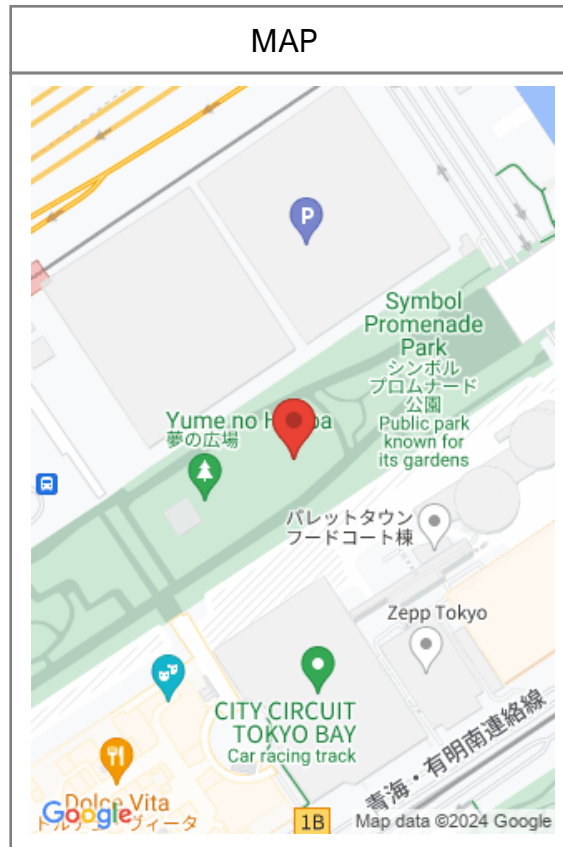 MAP
P
Symbol
Promenade
Park
シンボル
プロムナード
公園
Public park
known for
its gardens
Yume no
夢の広場
パレットタウン
フードコート棟
Zepp Tokyo
CITY CIRCUIT
TOKYO BAY
Car racing track
青海・有明南連絡線
Vita
Google
1B
Map data ©2024 Google